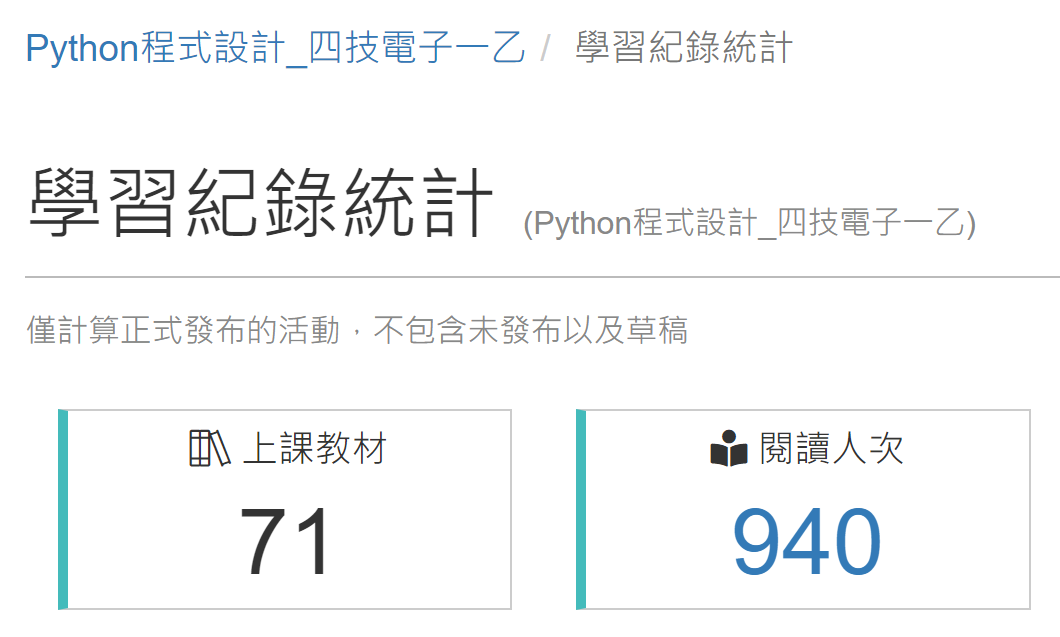 Python程式設計_四技電子一乙 / 學習紀錄統計
學習紀錄統計 (Python程式設計_四技電子一乙)
僅計算正式發布的活動，不包含未發布以及草稿
上課教材 閱讀人次
71 940